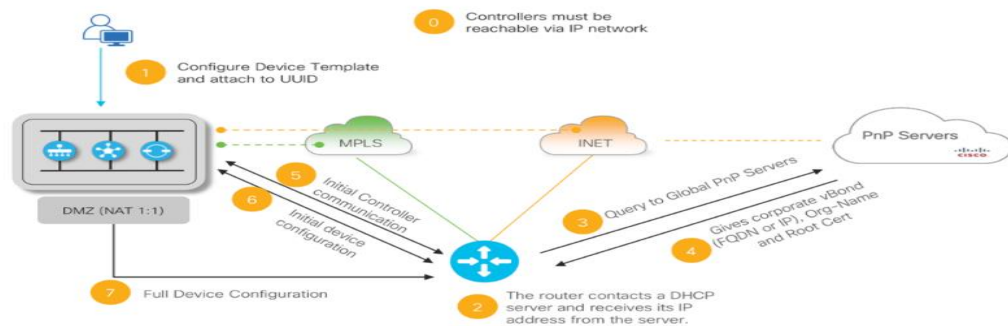 0
Controllers must be
reachable via IP network
1
Configure Device Template
and attach to UUID
MPLS
INET
PnP Servers
CISCO
DMZ (NAT 1:1)
5
Initial Controller
communication
6
Initial device
configuration
3
Query to Global PnP Servers
4
Gives corporate vBond
(FQDN or IP), Org-Name
and Root Cert
7
Full Device Configuration
2
The router contacts a DHCP
server and receives its IP
address from the server.